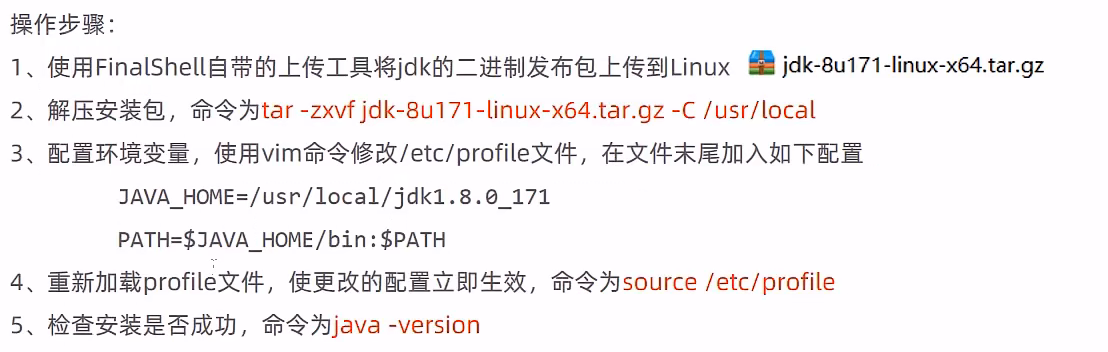 操作步骤：
1、使用FinalShell自带的上传工具将jdk的二进制发布包上传到Linux jdk-8u171-linux-x64.tar.gz
2、解压安装包，命令为tar -zxvf jdk-8u171-linux-x64.tar.gz -C /usr/local
3、配置环境变量，使用vim命令修改/etc/profile文件，在文件末尾加入如下配置
JAVA_HOME=/usr/local/jdk1.8.0_171
PATH=$JAVA_HOME/bin:$PATH
4、重新加载profile文件，使更改的配置立即生效，命令为source /etc/profile
5、检查安装是否成功，命令为java -version